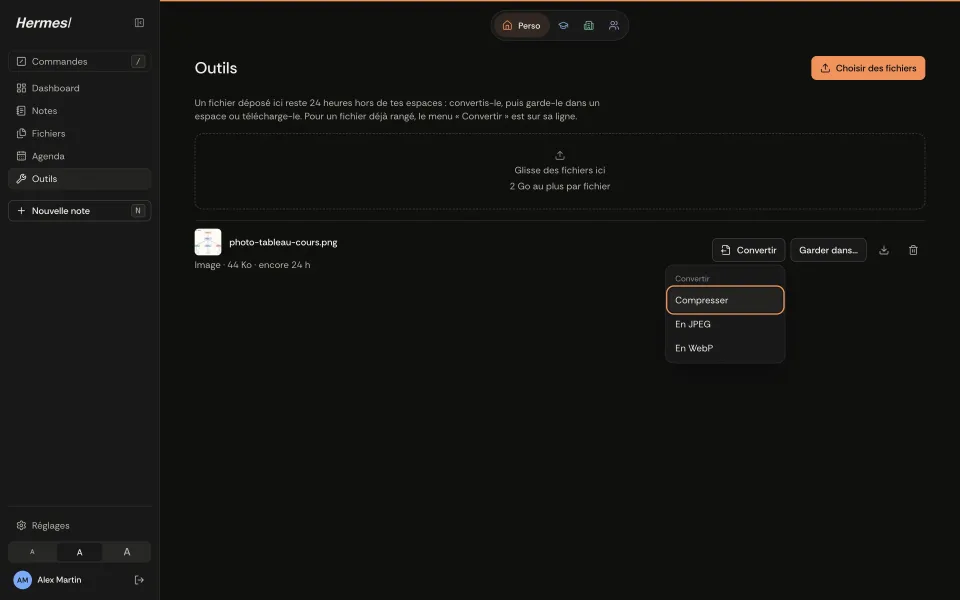 Hermes/
Commandes /
Dashboard
Notes
Fichiers
Agenda
Outils
+ Nouvelle note N
Réglages
A A A
AM Alex Martin
Perso
Outils
Choisir des fichiers
Un fichier déposé ici reste 24 heures hors de tes espaces : convertis-le, puis garde-le dans un
espace ou télécharge-le. Pour un fichier déjà rangé, le menu « Convertir » est sur sa ligne.
Glisse des fichiers ici
2 Go au plus par fichier
photo-tableau-cours.png
Image · 44 Ko · encore 24 h
Convertir
Garder dans…
Convertir
Compresser
En JPEG
En WebP